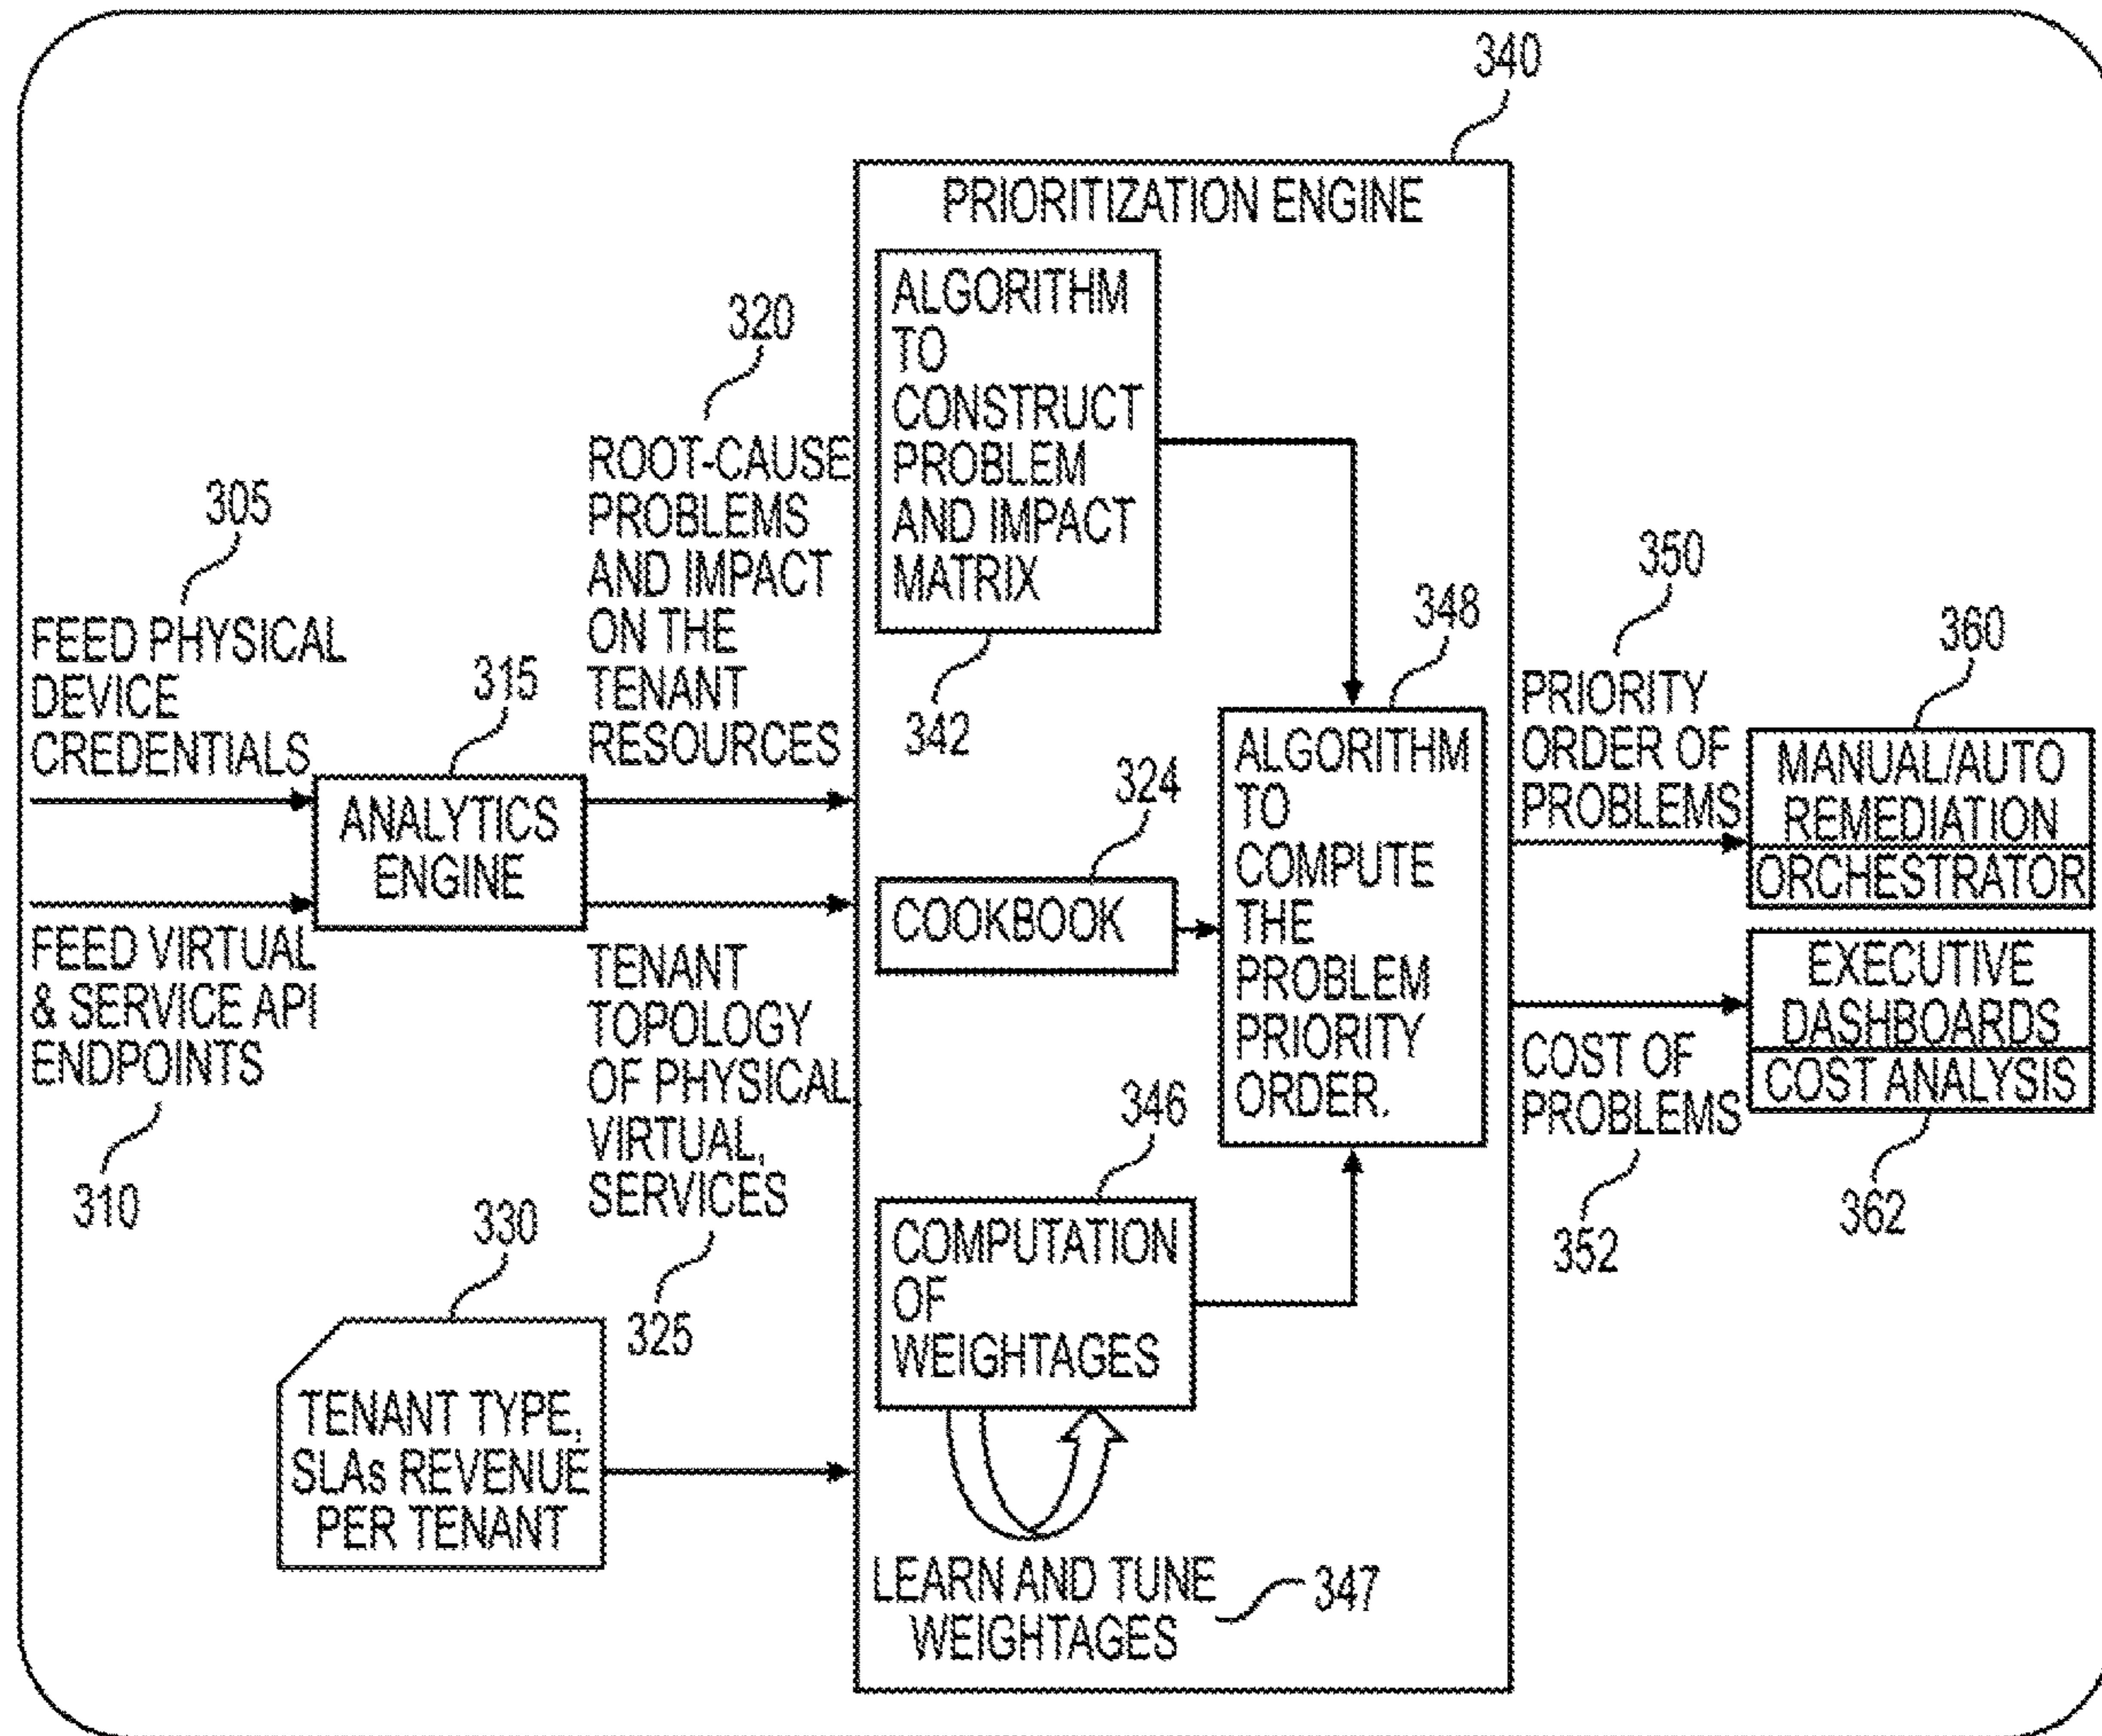 340
PRIORITIZATION ENGINE
305
FEED PHYSICAL
DEVICE
CREDENTIALS
315
ANALYTICS
ENGINE
FEED VIRTUAL
& SERVICE API
ENDPOINTS
310
320
ROOT-CAUSE
PROBLEMS
AND IMPACT
ON THE
TENANT
RESOURCES
TENANT
TOPOLOGY
OF PHYSICAL
VIRTUAL,
SERVICES
325
330
TENANT TYPE,
SLAs REVENUE
PER TENANT
ALGORITHM
TO
CONSTRUCT
PROBLEM
AND IMPACT
MATRIX
342
324
COOKBOOK
346
COMPUTATION
OF
WEIGHTAGES
LEARN AND TUNE
WEIGHTAGES
347
348
ALGORITHM
TO
COMPUTE
THE
PROBLEM
PRIORITY
ORDER.
350
PRIORITY
ORDER OF
PROBLEMS
360
MANUAL/AUTO
REMEDIATION
ORCHESTRATOR
EXECUTIVE
DASHBOARDS
COST ANALYSIS
362
COST OF
PROBLEMS
352